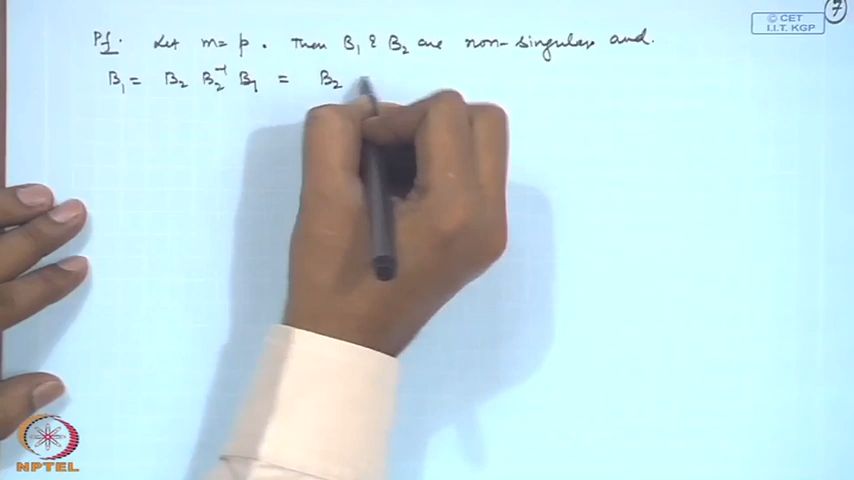 7
© CET
I.I.T. KGP
Pf. Let m = p. Then B₁ & B₂ are non-singular and.
B₁ = B₂ B₂⁻¹ B₁ = B₂
NPTEL